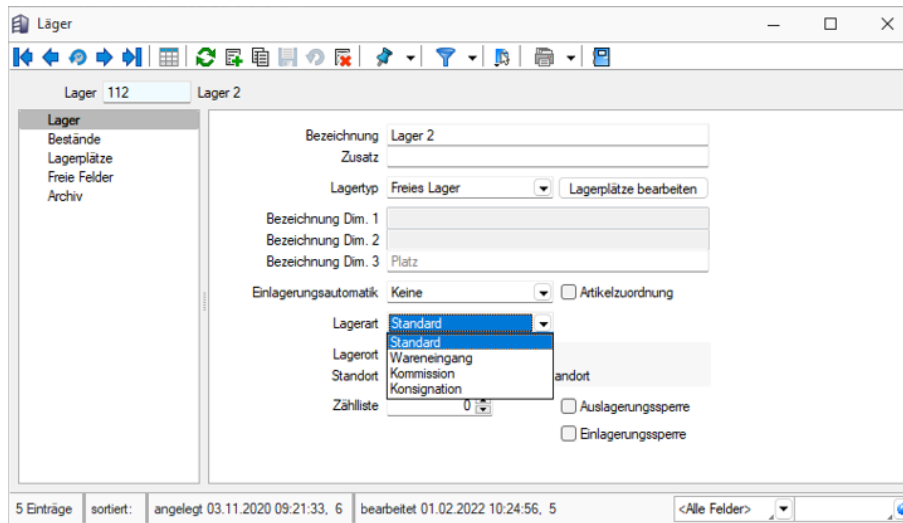 Läger
Lager 112 Lager 2
Lager
Bestände
Lagerplätze
Freie Felder
Archiv
Bezeichnung Lager 2
Zusatz
Lagertyp Freies Lager Lagerplätze bearbeiten
Bezeichnung Dim. 1
Bezeichnung Dim. 2
Bezeichnung Dim. 3 Platz
Einlagerungsautomatik Keine Artikelzuordnung
Lagerart Standard
Standard
Lagerort Wareneingang
Standort Kommission andort
Konsignation
Zählliste 0 Auslagerungssperre
Einlagerungssperre
5 Einträge sortiert: angelegt 03.11.2020 09:21:33, 6 bearbeitet 01.02.2022 10:24:56, 5 <Alle Felder>